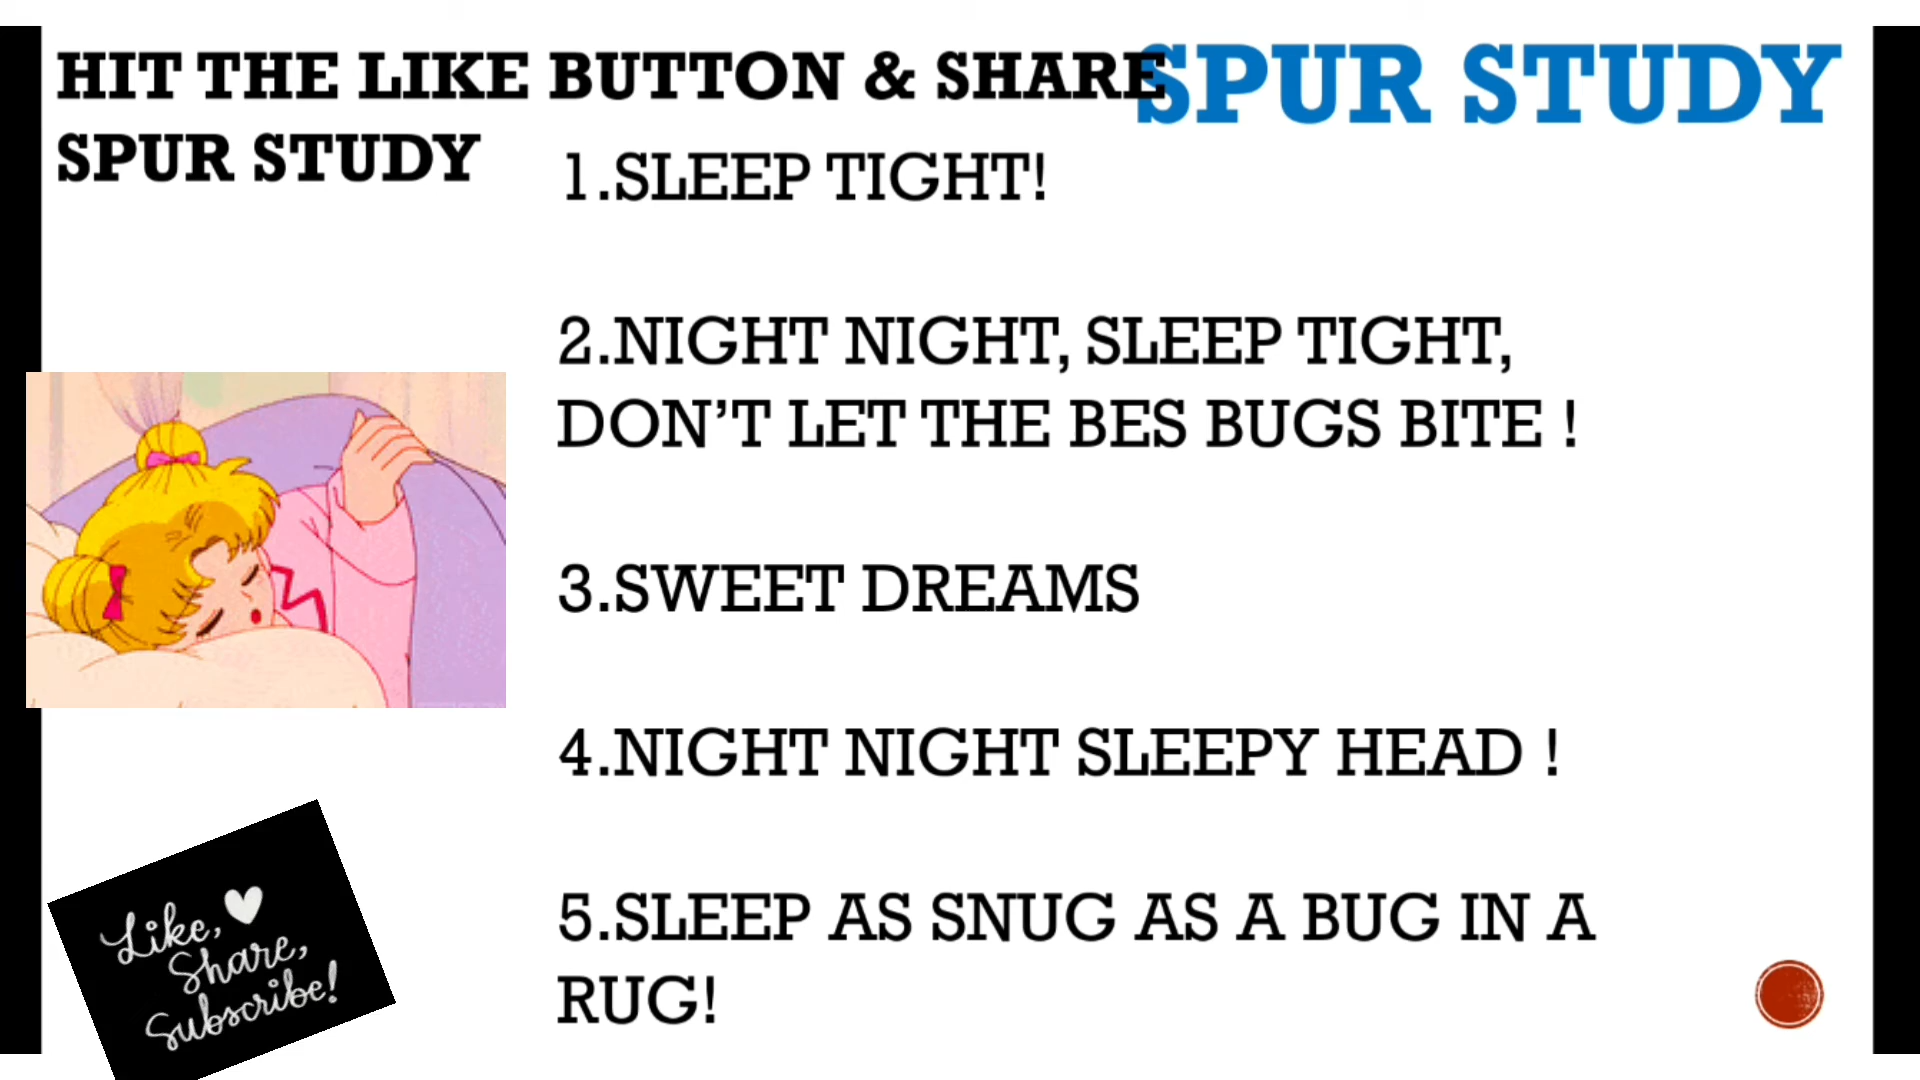 HIT THE LIKE BUTTON & SHARE
SPUR STUDY
SPUR STUDY
1.SLEEP TIGHT!
2.NIGHT NIGHT, SLEEP TIGHT,
DON’T LET THE BES BUGS BITE !
3.SWEET DREAMS
4.NIGHT NIGHT SLEEPY HEAD !
5.SLEEP AS SNUG AS A BUG IN A
RUG!
Like,
Share,
Subscribe!